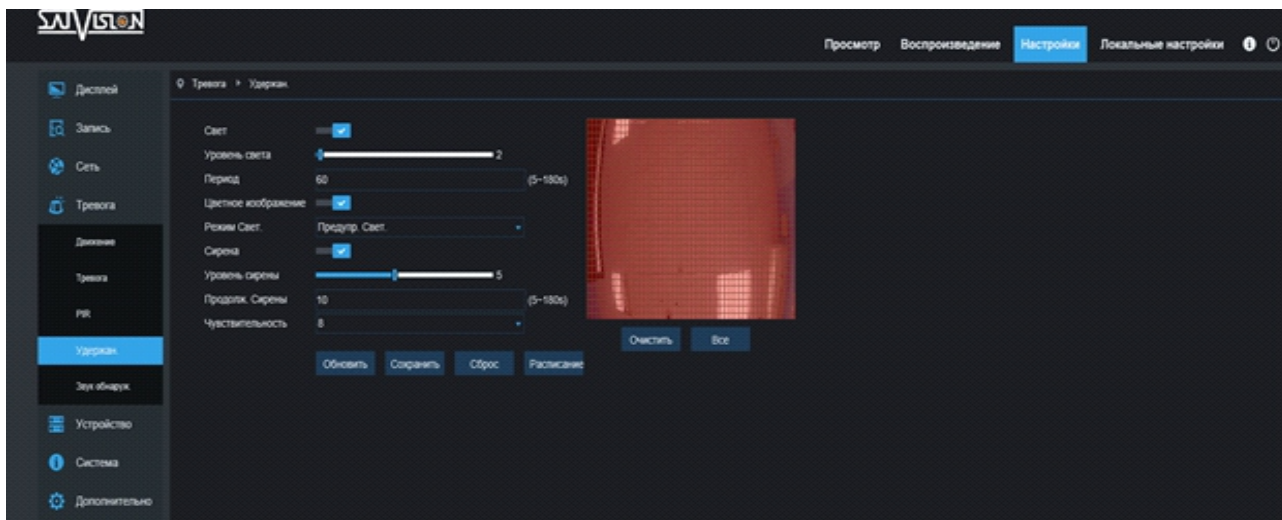 SatVision
Просмотр Воспроизведение Настройки Локальные настройки
Дисплей
Запись
Сеть
Тревога
Движение
Тревога
PIR
Удержан.
Звук обнаруж.
Устройство
Система
Дополнительно
Тревога Удержан.
Свет
Уровень света 2
Период 60 (5~180s)
Цветное изображение
Режим Свет. Предупр. Свет.
Сирена
Уровень сирены 5
Продолж. Сирены 10 (5~180s)
Чувствительность 8
Обновить Сохранить Сброс Расписание
Очистить Все